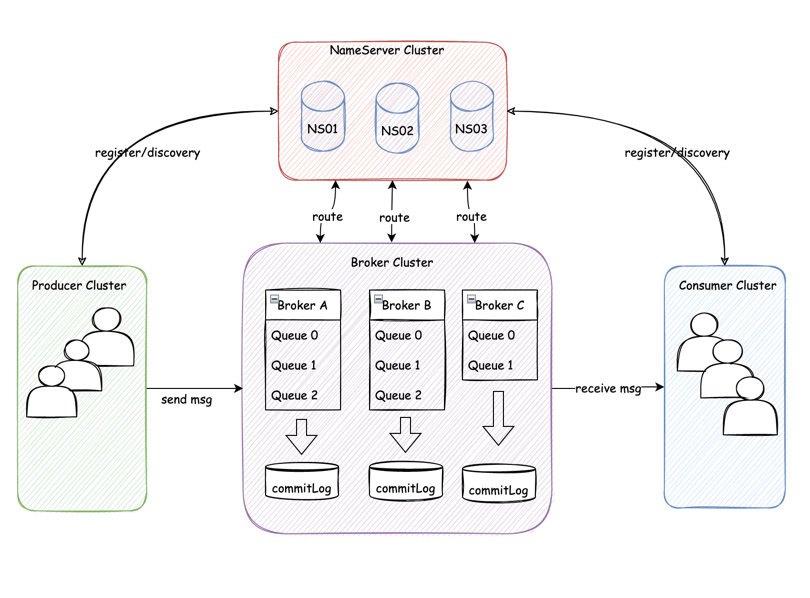 NameServer Cluster
NS01
NS02
NS03
register/discovery
register/discovery
route
route
route
Producer Cluster
Broker Cluster
Consumer Cluster
Broker A
Queue 0
Queue 1
Queue 2
Broker B
Queue 0
Queue 1
Queue 2
Broker C
Queue 0
Queue 1
send msg
receive msg
commitLog
commitLog
commitLog